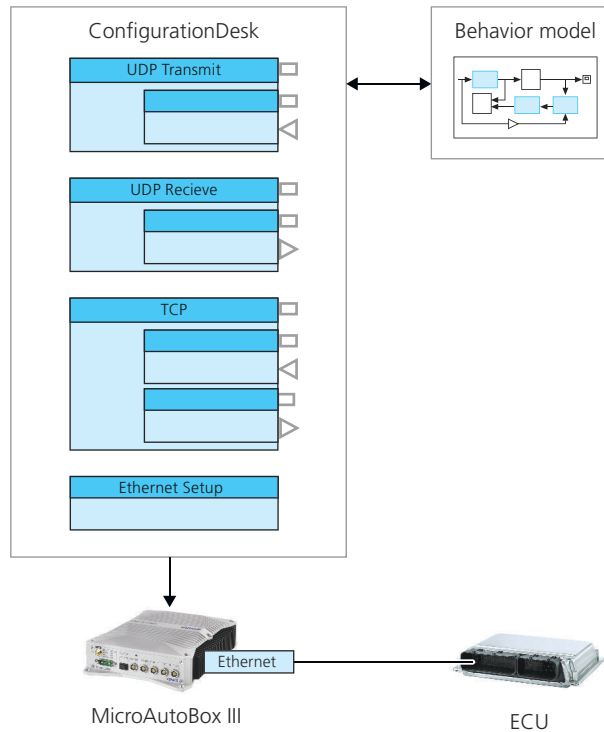 ConfigurationDesk
Behavior model
UDP Transmit
UDP Recieve
TCP
Ethernet Setup
Ethernet
MicroAutoBox III
ECU